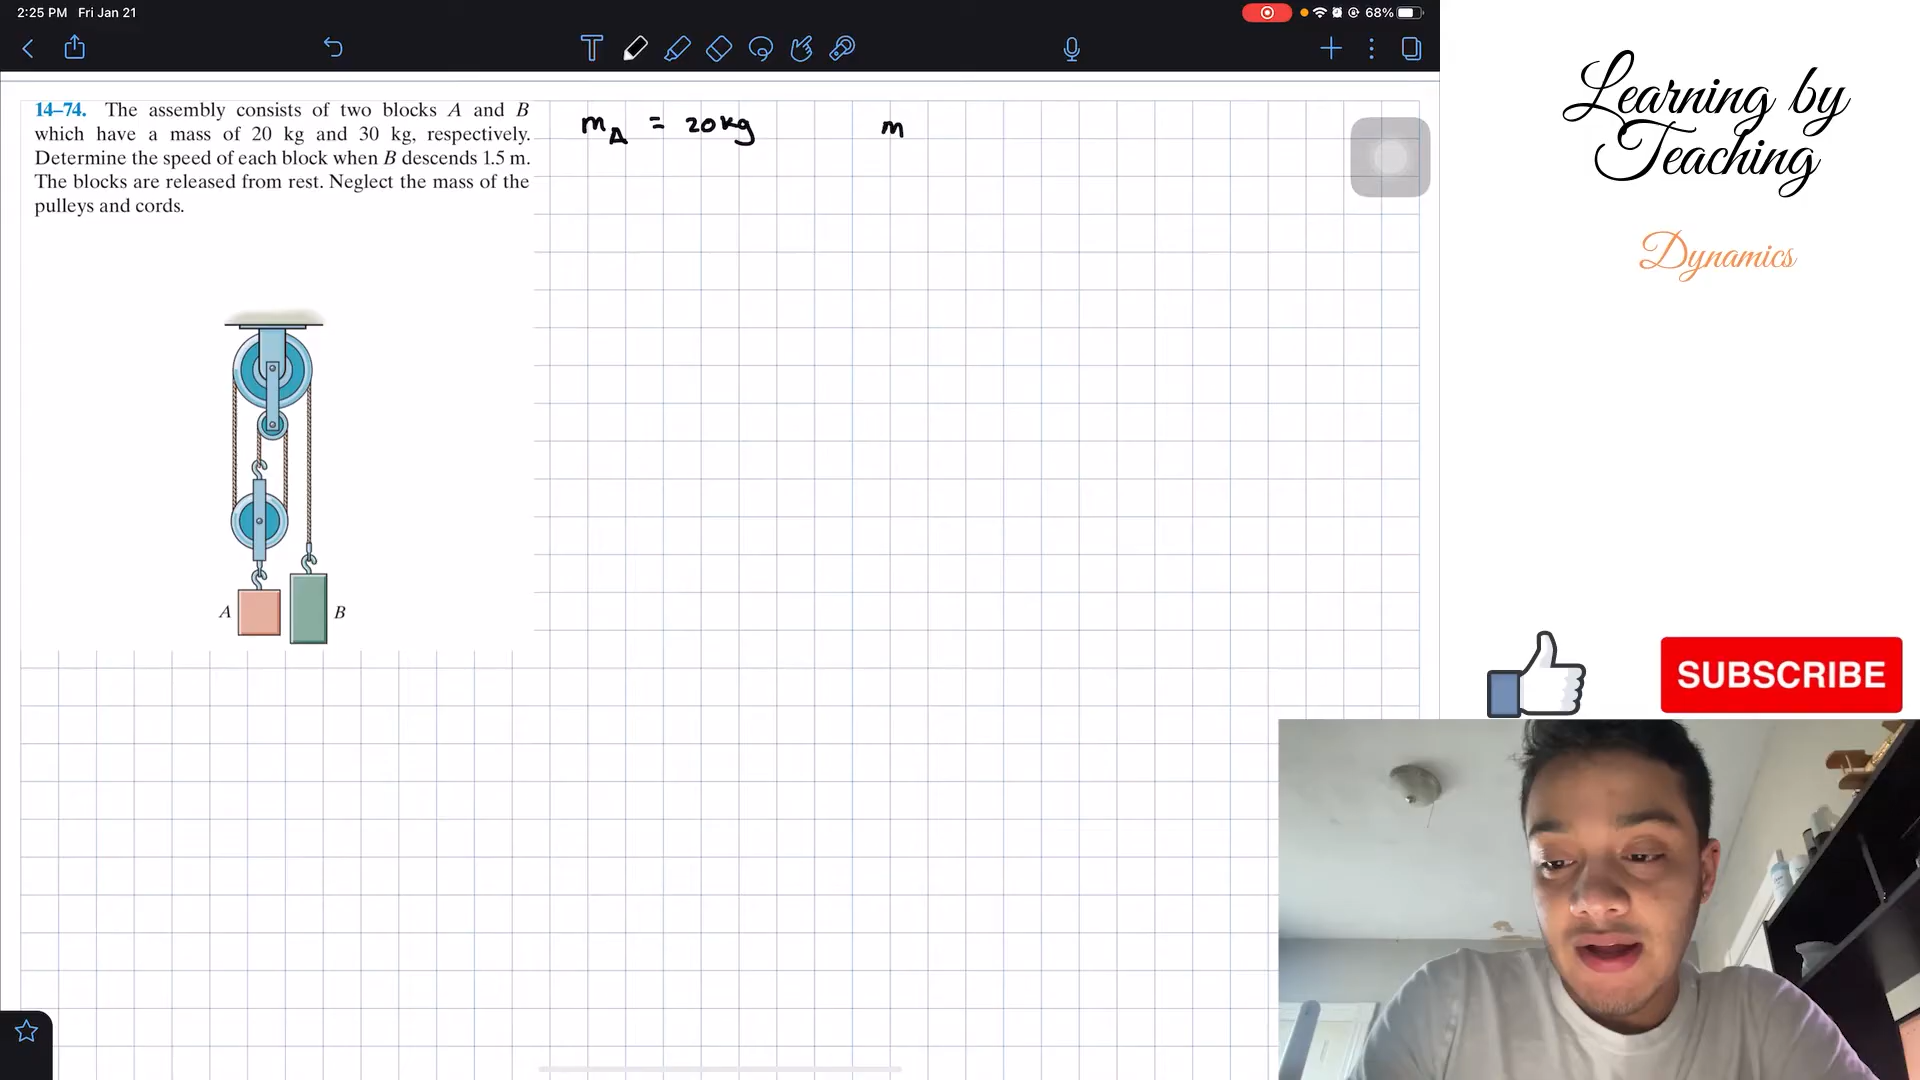 2:25 PM Fri Jan 21
68%
14–74. The assembly consists of two blocks A and B
which have a mass of 20 kg and 30 kg, respectively.
Determine the speed of each block when B descends 1.5 m.
The blocks are released from rest. Neglect the mass of the
pulleys and cords.
A
B
m_A = 20kg
m
Learning by
Teaching
Dynamics
SUBSCRIBE